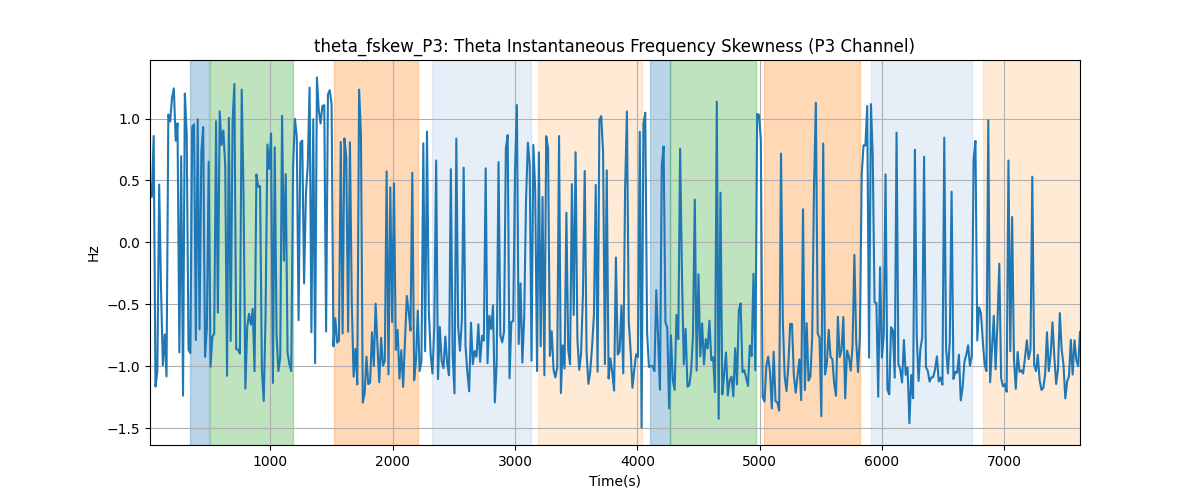 theta_fskew_P3: Theta Instantaneous Frequency Skewness (P3 Channel)
1.0
0.5
0.0
−0.5
−1.0
−1.5
Hz
1000 2000 3000 4000 5000 6000 7000
Time(s)